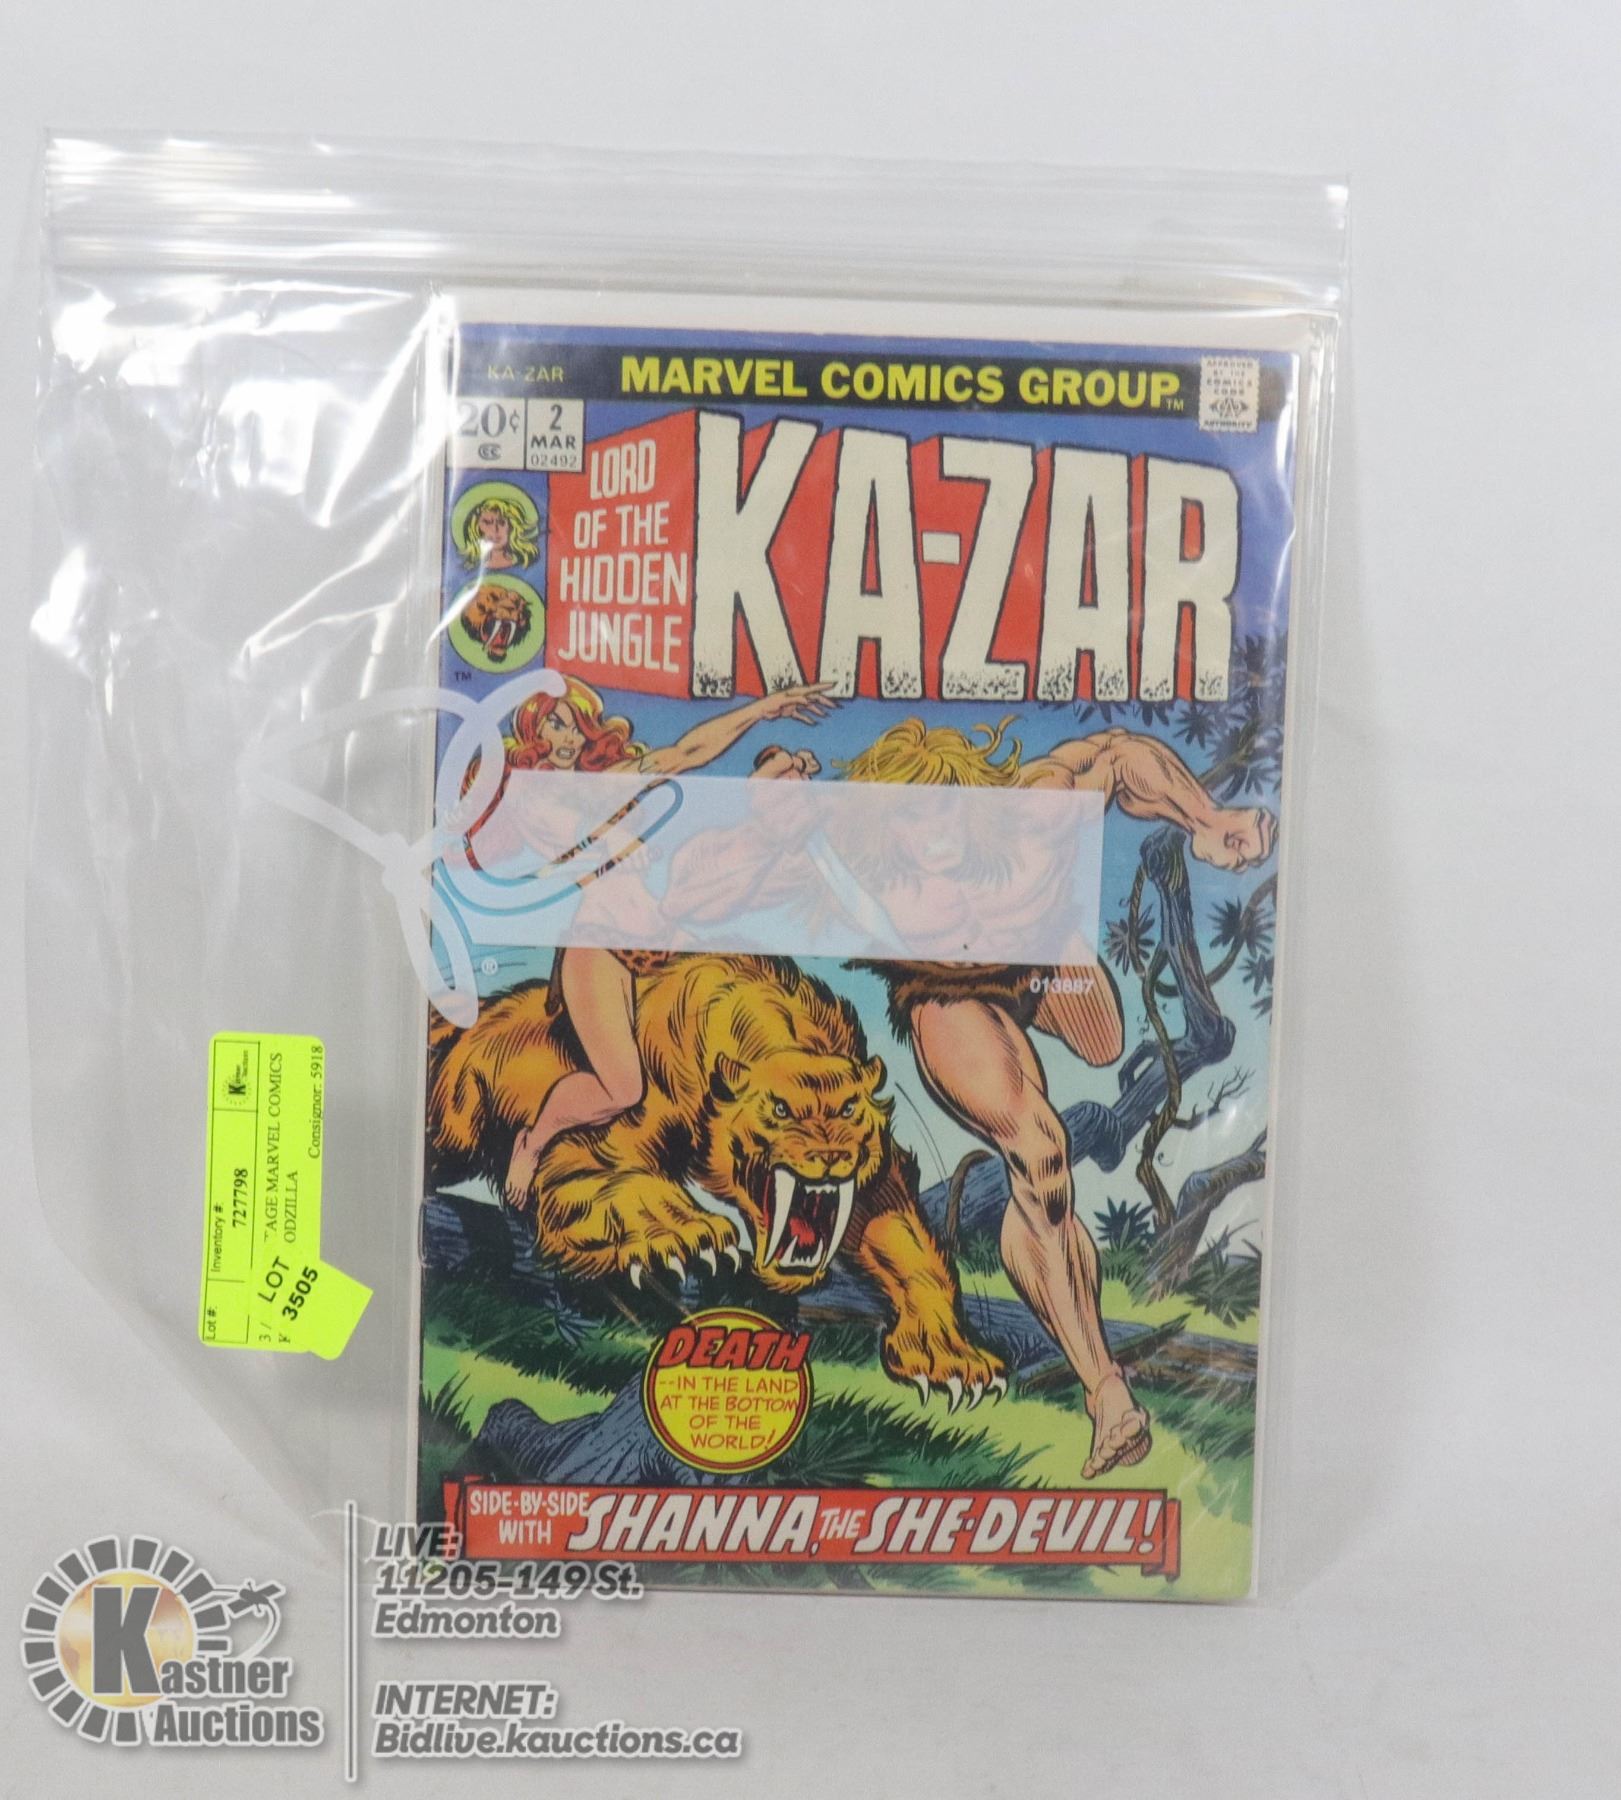 KA-ZAR
MARVEL COMICS GROUP™
APPROVED
BY THE
COMICS
CODE
AUTHORITY
20¢
CC
2
MAR
02492
LORD
OF THE
HIDDEN
JUNGLE
KA-ZAR
TM
®
013887
DEATH
--IN THE LAND
AT THE BOTTOM
OF THE
WORLD!
SIDE-BY-SIDE
WITH
SHANNA, THE SHE-DEVIL!
Lot #:
Inventory #:
727798
AGE MARVEL COMICS
ODZILLA
Consignor: 5918
LOT
3505
Kastner
Auctions
LIVE:
11205-149 St.
Edmonton
INTERNET:
Bidlive.kauctions.ca